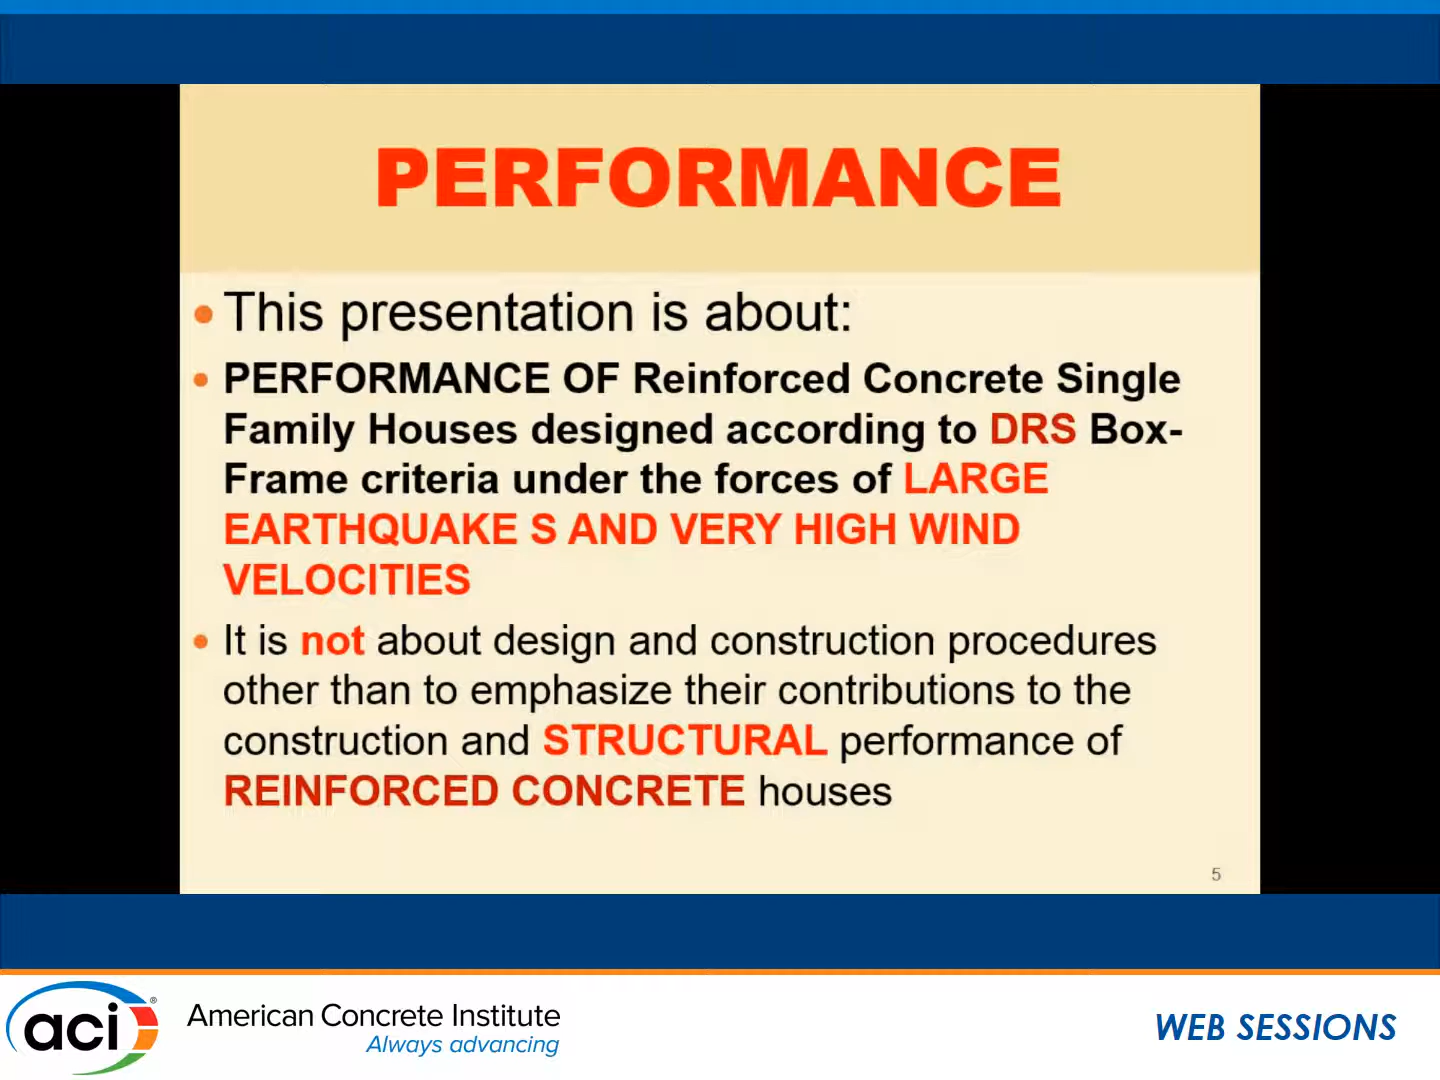 PERFORMANCE
• This presentation is about:
• PERFORMANCE OF Reinforced Concrete Single
Family Houses designed according to DRS Box-
Frame criteria under the forces of LARGE
EARTHQUAKE S AND VERY HIGH WIND
VELOCITIES
• It is not about design and construction procedures
other than to emphasize their contributions to the
construction and STRUCTURAL performance of
REINFORCED CONCRETE houses
5
aci®
American Concrete Institute
Always advancing
WEB SESSIONS